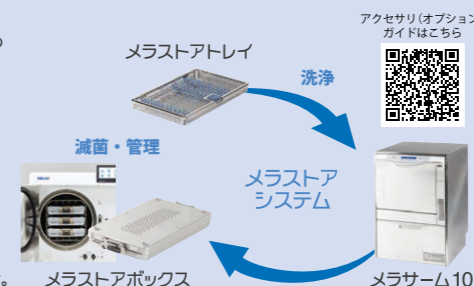 アクセサリ(オプション
ガイドはこちら
メラストアトレイ
洗浄
滅菌・管理
メラストア
システム
。
メラストアボックス
メラサーム10